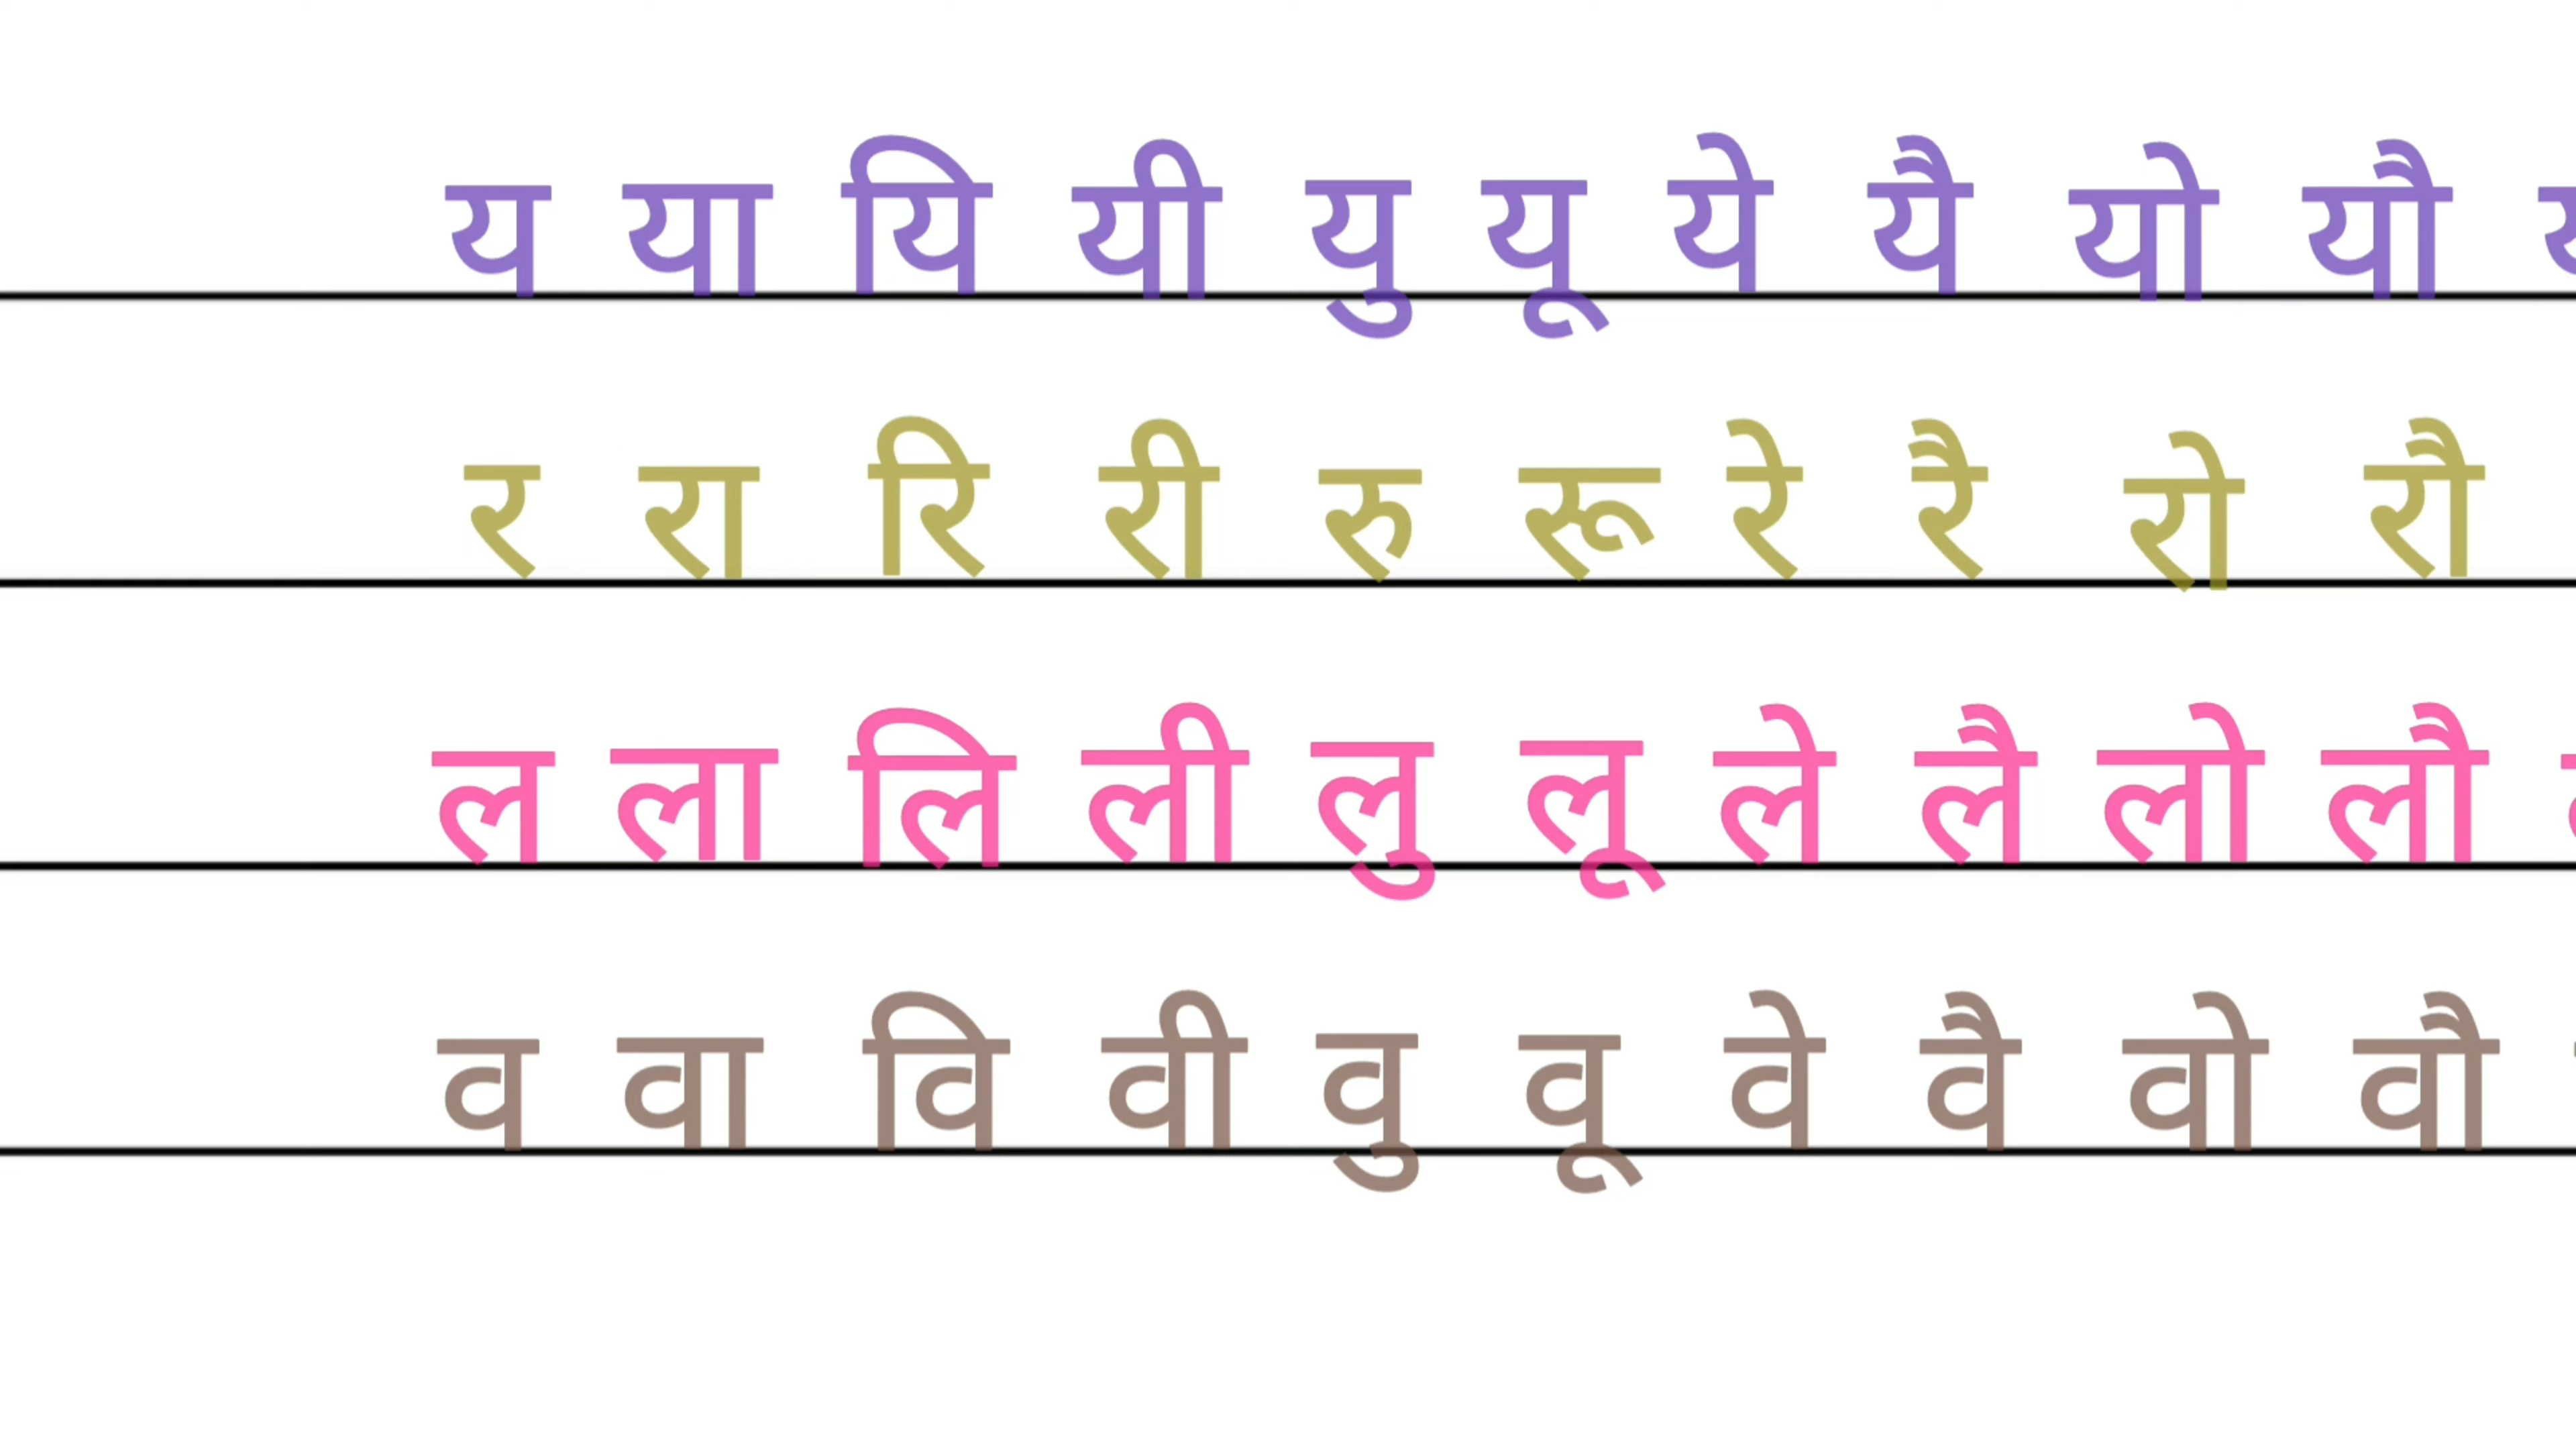 य या यि यी यु यू ये यै यो यौ
र रा रि री रु रू रे रै रो रौ
ल ला लि ली लु लू ले लै लो लौ
व वा वि वी वु वू वे वै वो वौ